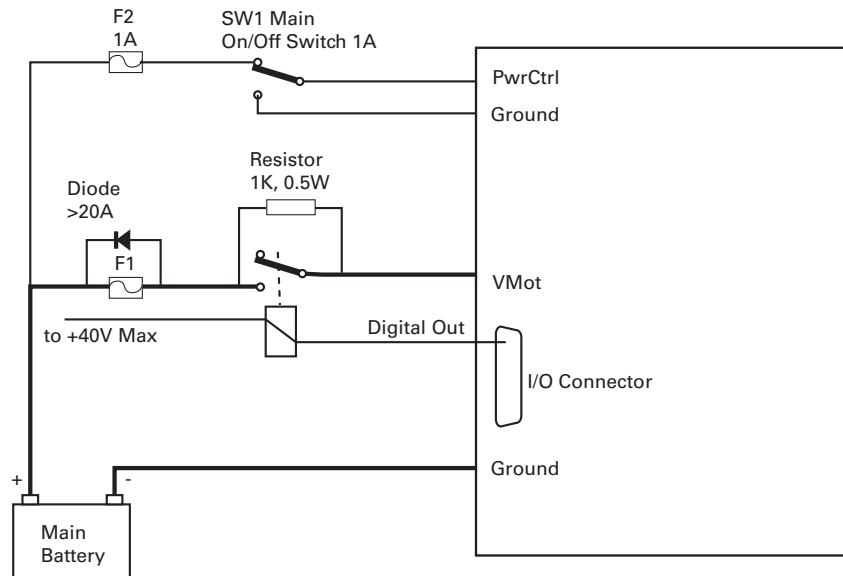 F2
1A
SW1 Main
On/Off Switch 1A
PwrCtrl
Ground
Resistor
1K, 0.5W
Diode
>20A
F1
VMot
to +40V Max
Digital Out
I/O Connector
Ground
+
-
Main
Battery